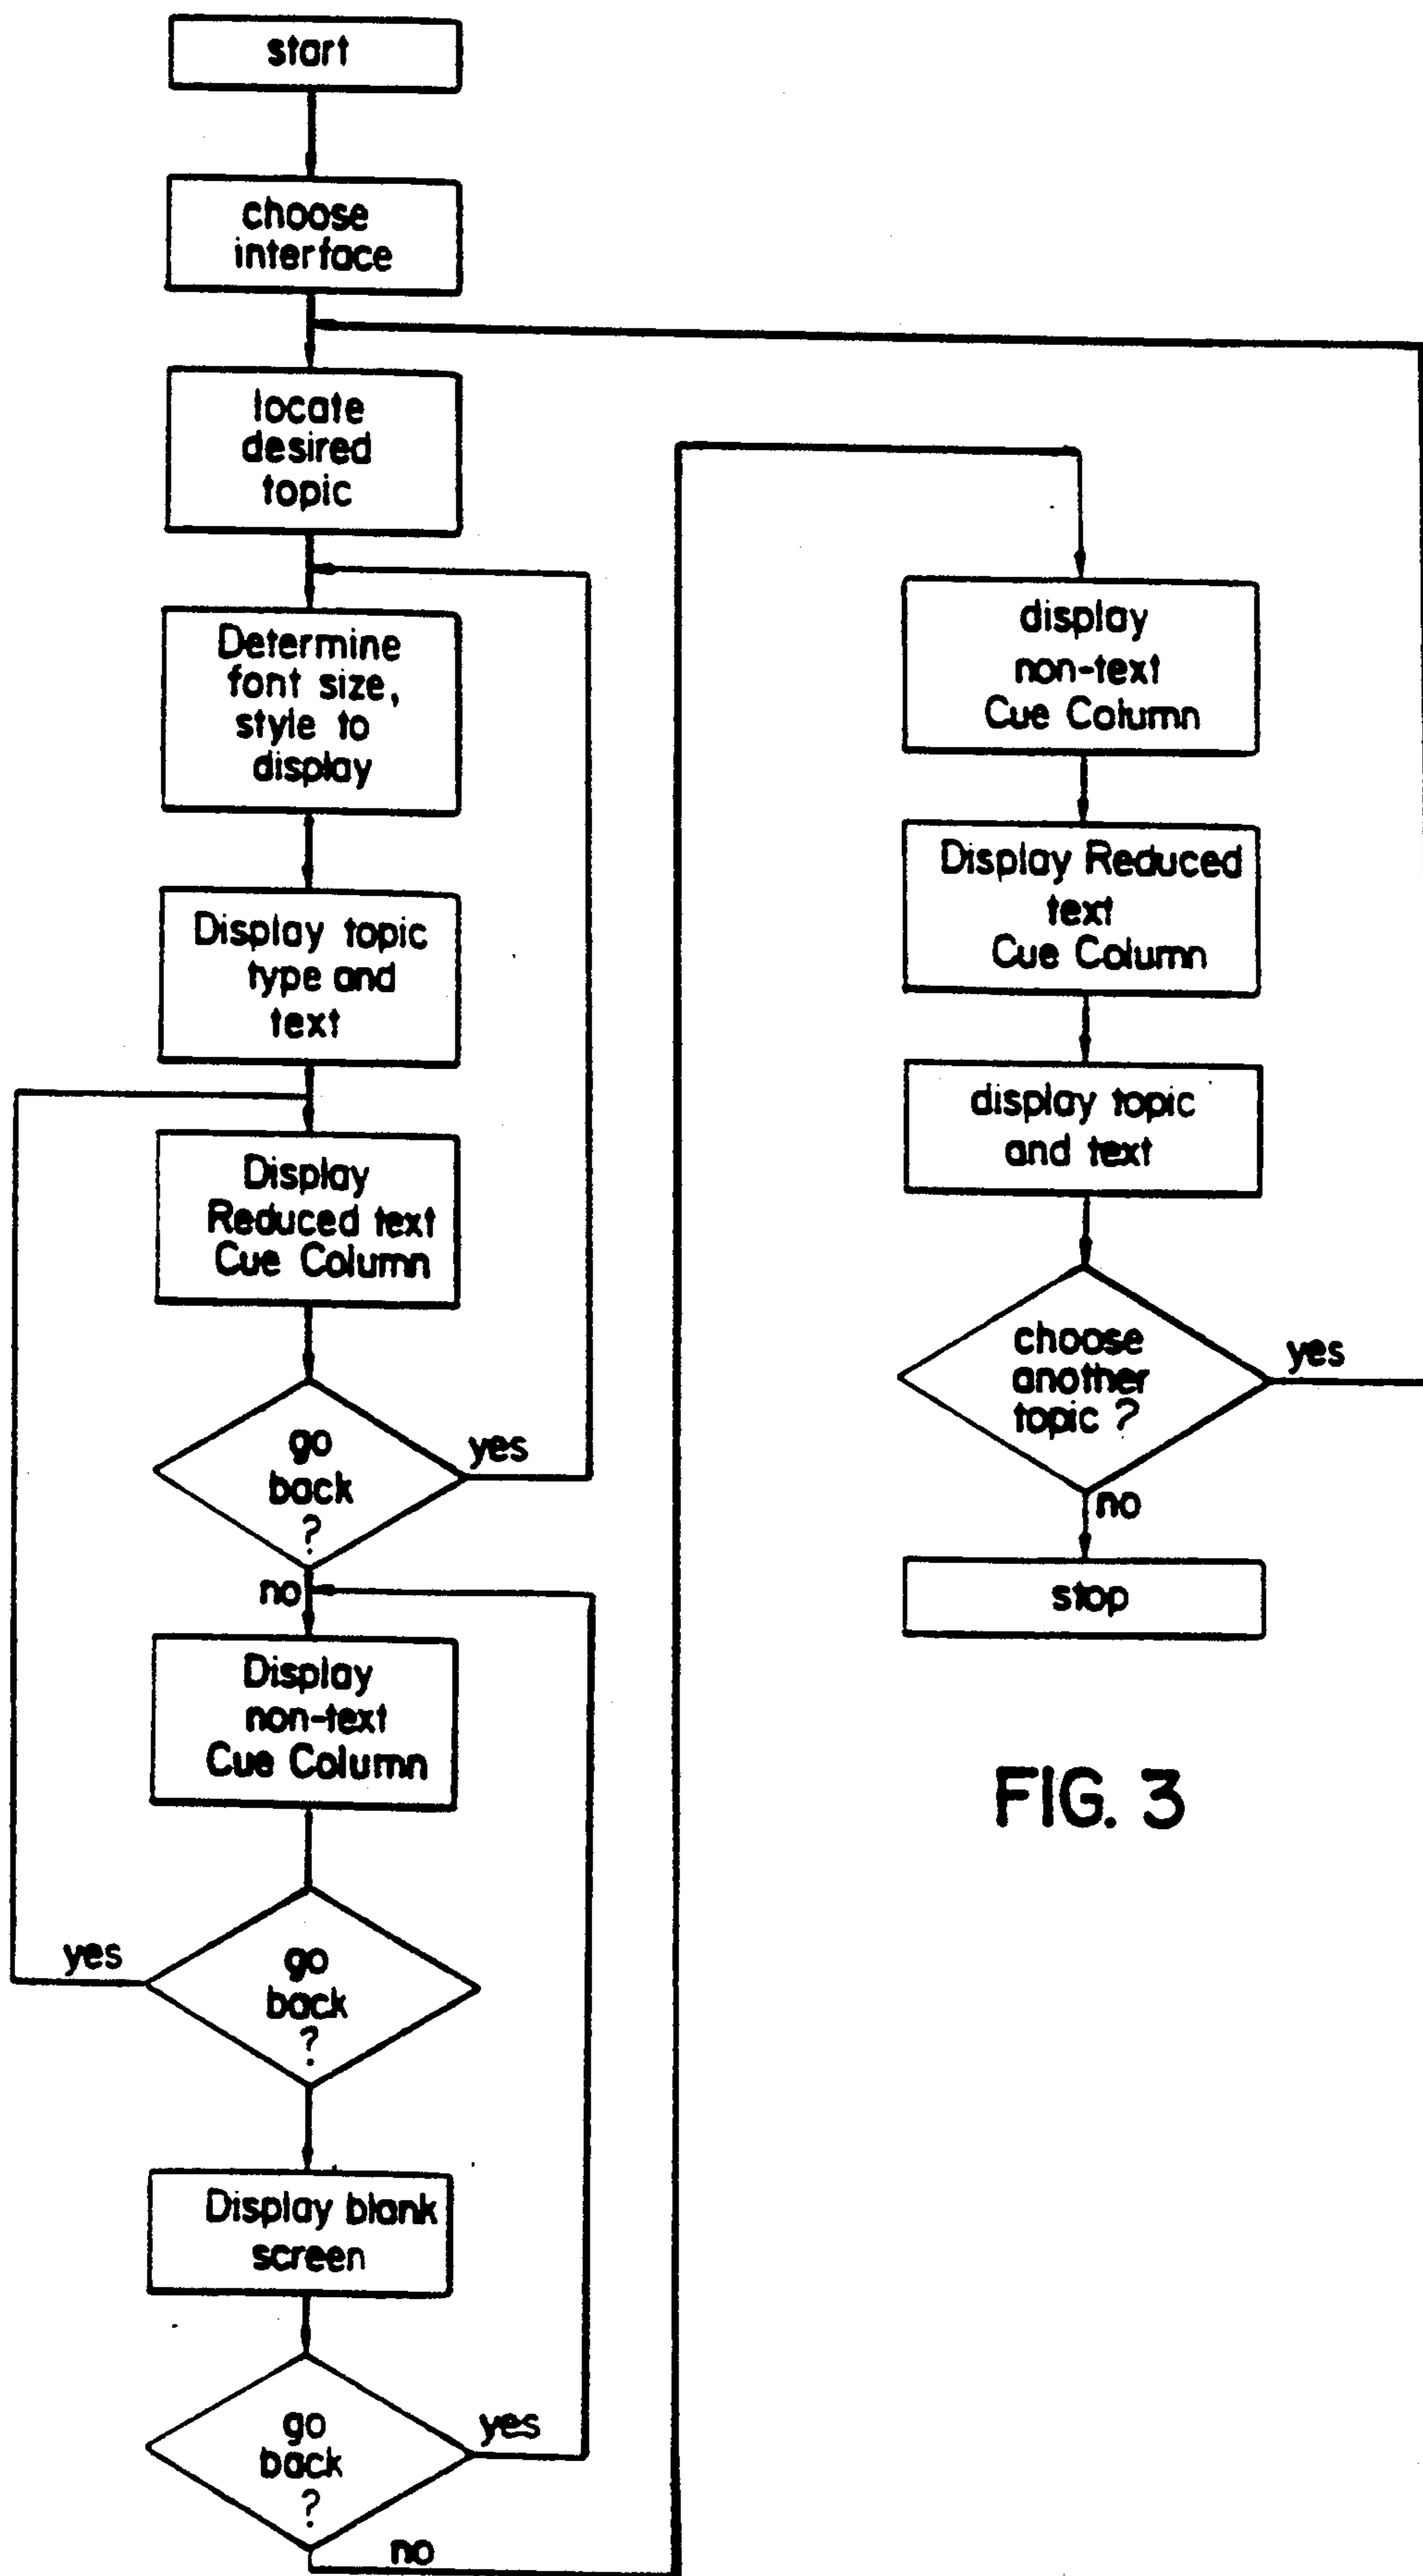 start
choose
interface
locate
desired
topic
Determine
font size,
style to
display
Display topic
type and
text
Display
Reduced text
Cue Column
go
back
?
yes
no
Display
non-text
Cue Column
go
back
?
yes
Display blank
screen
go
back
?
yes
no
display
non-text
Cue Column
Display Reduced
text
Cue Column
display topic
and text
choose
another
topic ?
yes
no
stop
FIG. 3